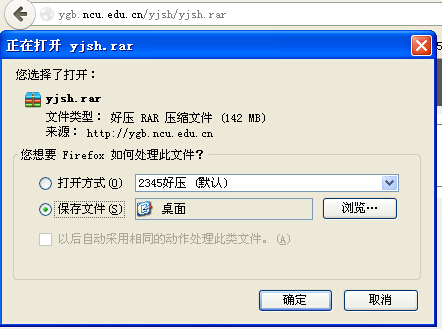 ygb.ncu.edu.cn/yjsh/yjsh.rar
正在打开 yjsh.rar
您选择了打开：
yjsh.rar
文件类型： 好压 RAR 压缩文件 (142 MB)
来源： http://ygb.ncu.edu.cn
您想要 Firefox 如何处理此文件？
打开方式(O) 2345好压 (默认)
保存文件(S) 桌面 浏览…
以后自动采用相同的动作处理此类文件。(A)
确定 取消